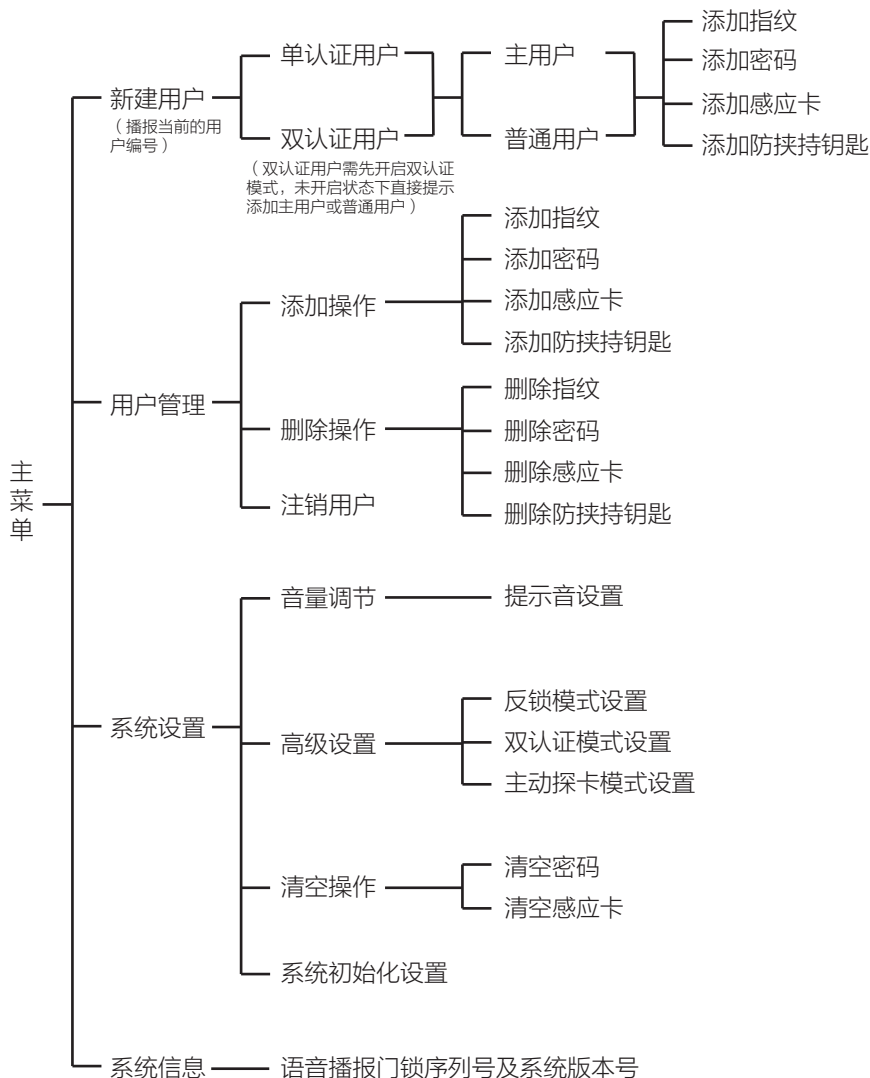 主菜单
新建用户
（播报当前的用
户编号）
单认证用户
双认证用户
（双认证用户需先开启双认证
模式，未开启状态下直接提示
添加主用户或普通用户）
主用户
普通用户
添加指纹
添加密码
添加感应卡
添加防挟持钥匙
用户管理
添加操作
添加指纹
添加密码
添加感应卡
添加防挟持钥匙
删除操作
删除指纹
删除密码
删除感应卡
删除防挟持钥匙
注销用户
系统设置
音量调节
提示音设置
高级设置
反锁模式设置
双认证模式设置
主动探卡模式设置
清空操作
清空密码
清空感应卡
系统初始化设置
系统信息
语音播报门锁序列号及系统版本号